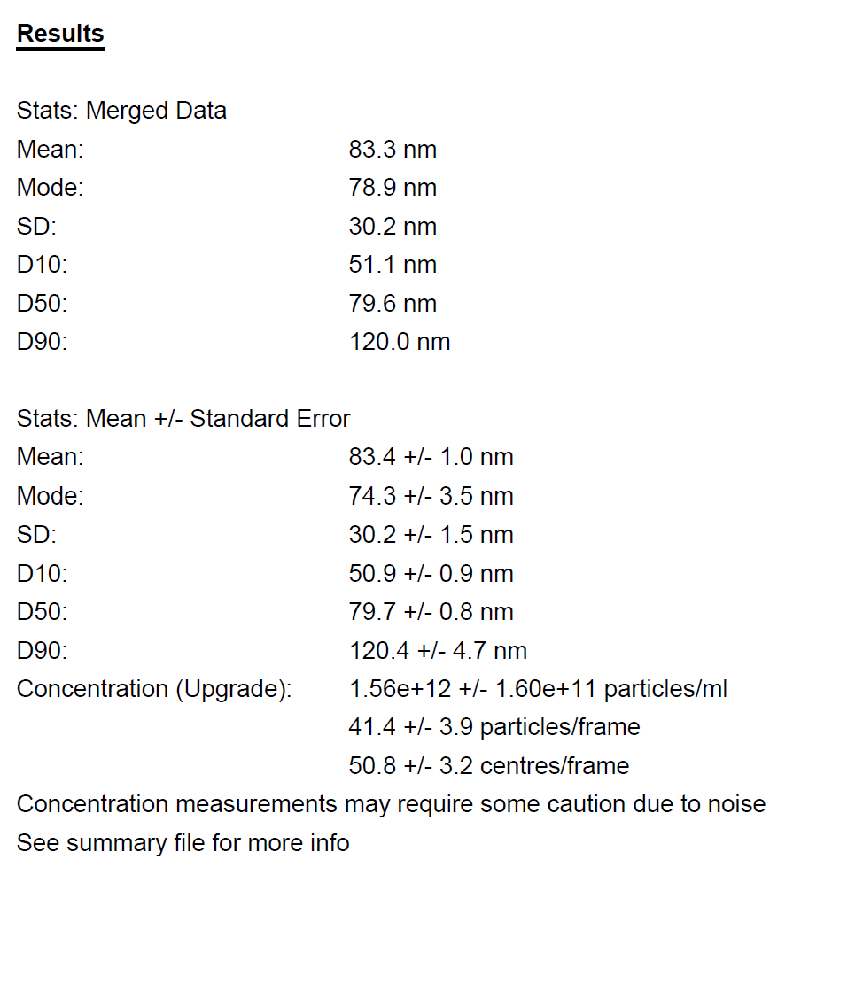 Results
Stats: Merged Data
Mean: 83.3 nm
Mode: 78.9 nm
SD: 30.2 nm
D10: 51.1 nm
D50: 79.6 nm
D90: 120.0 nm
Stats: Mean +/- Standard Error
Mean: 83.4 +/- 1.0 nm
Mode: 74.3 +/- 3.5 nm
SD: 30.2 +/- 1.5 nm
D10: 50.9 +/- 0.9 nm
D50: 79.7 +/- 0.8 nm
D90: 120.4 +/- 4.7 nm
Concentration (Upgrade): 1.56e+12 +/- 1.60e+11 particles/ml
41.4 +/- 3.9 particles/frame
50.8 +/- 3.2 centres/frame
Concentration measurements may require some caution due to noise
See summary file for more info